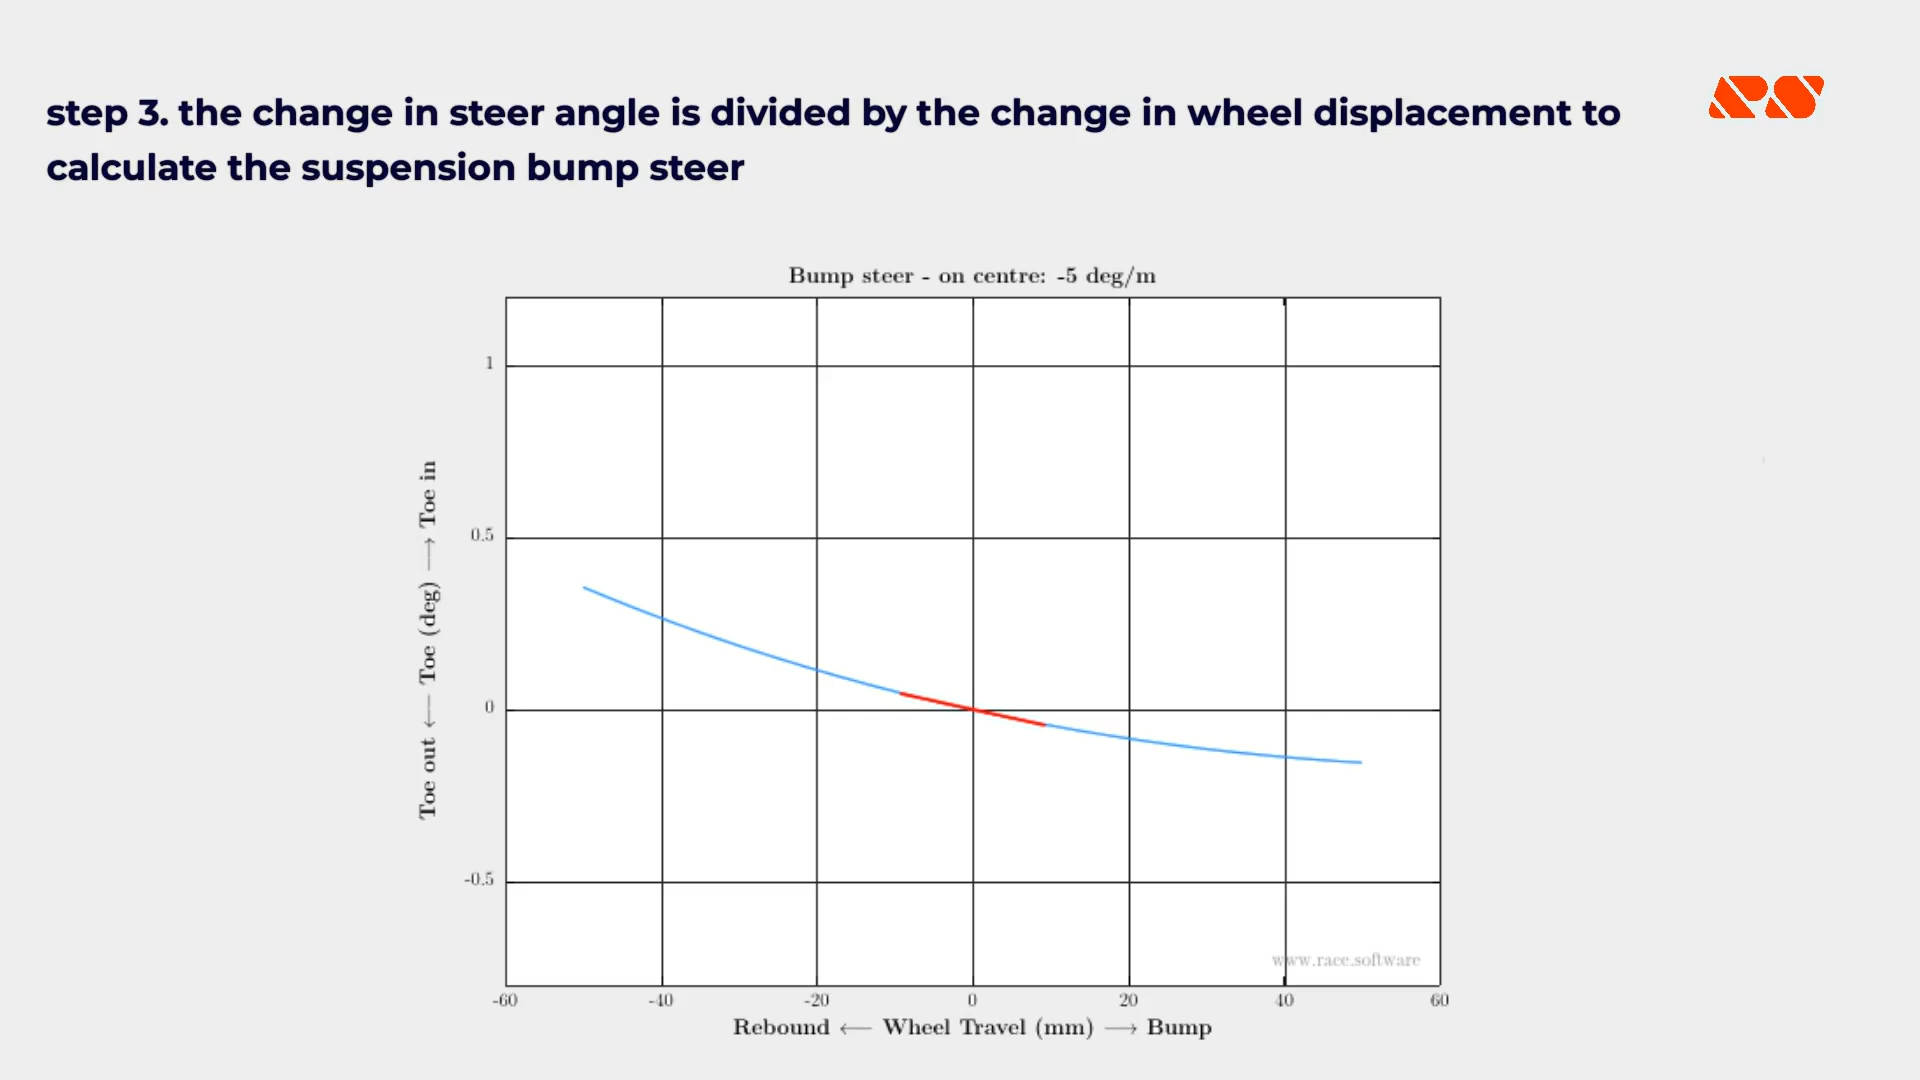 step 3. the change in steer angle is divided by the change in wheel displacement to
calculate the suspension bump steer
Bump steer - on centre: -5 deg/m
1
0.5
0
-0.5
Toe out ⟵ Toe (deg) ⟶ Toe in
www.race.software
-60 -40 -20 0 20 40 60
Rebound ⟵ Wheel Travel (mm) ⟶ Bump